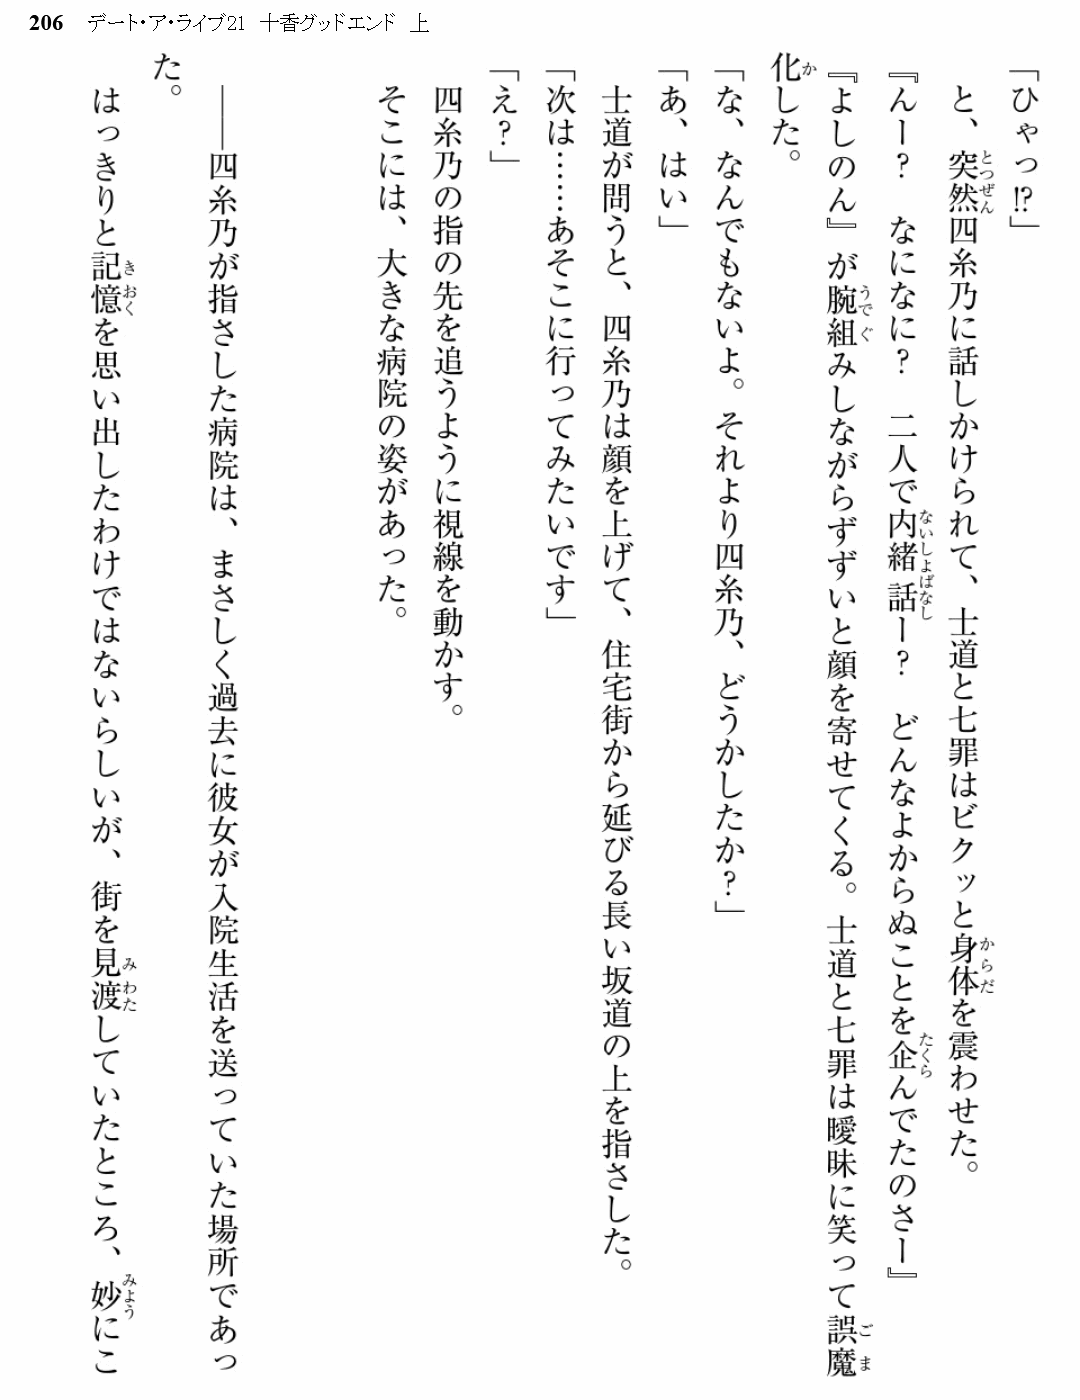 206 デート・ア・ライブ21 十香グッドエンド 上
「ひゃっ!?」
と、突然四糸乃に話しかけられて、士道と七罪はビクッと身体を震わせた。
『んー？　なになに？　二人で内緒話ー？　どんなよからぬことを企んでたのさー』
『よしのん』が腕組みしながらずずいと顔を寄せてくる。士道と七罪は曖昧に笑って誤魔
化した。
「な、なんでもないよ。それより四糸乃、どうかしたか？」
「あ、はい」
士道が問うと、四糸乃は顔を上げて、住宅街から延びる長い坂道の上を指さした。
「次は……あそこに行ってみたいです」
「え？」
四糸乃の指の先を追うように視線を動かす。
そこには、大きな病院の姿があった。
――四糸乃が指さした病院は、まさしく過去に彼女が入院生活を送っていた場所であっ
た。
はっきりと記憶を思い出したわけではないらしいが、街を見渡していたところ、妙にこ